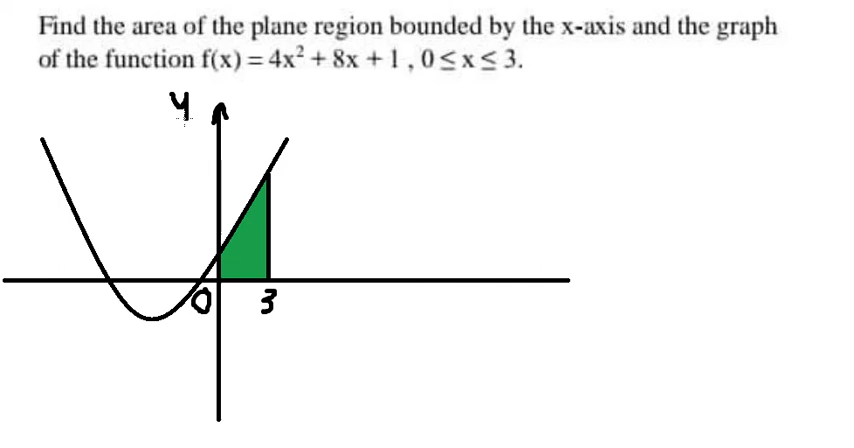 Find the area of the plane region bounded by the x-axis and the graph
of the function f(x) = 4x² + 8x + 1 , 0 ≤ x ≤ 3.
y
0 3